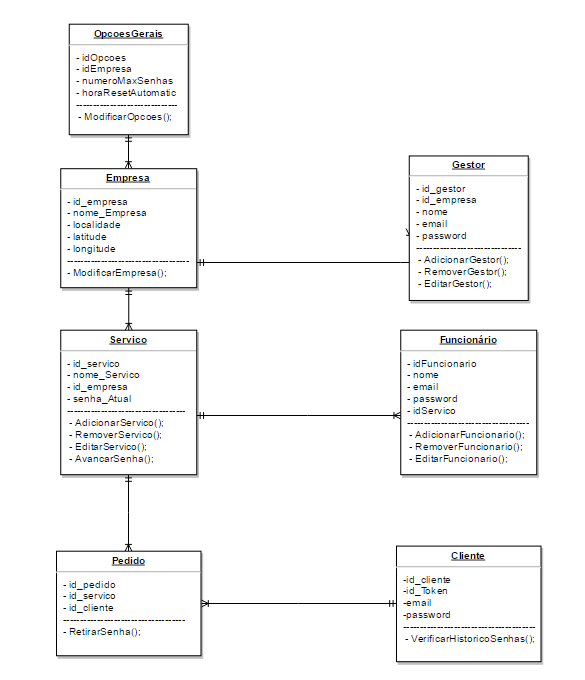 OpcoesGerais
- idOpcoes
- idEmpresa
- numeroMaxSenhas
- horaResetAutomatic
- ModificarOpcoes();
Empresa
- id_empresa
- nome_Empresa
- localidade
- latitude
- longitude
- ModificarEmpresa();
Gestor
- id_gestor
- id_empresa
- nome
- email
- password
- AdicionarGestor();
- RemoverGestor();
- EditarGestor();
Servico
- id_servico
- nome_Servico
- id_empresa
- senha_Atual
- AdicionarServico();
- RemoverServico();
- EditarServico();
- AvancarSenha();
Funcionário
- idFuncionario
- nome
- email
- password
- idServico
- AdicionarFuncionario();
- RemoverFuncionario();
- EditarFuncionario();
Pedido
- id_pedido
- id_servico
- id_cliente
- RetirarSenha();
Cliente
-id_cliente
-id_Token
-email
-password
- VerificarHistoricoSenhas();